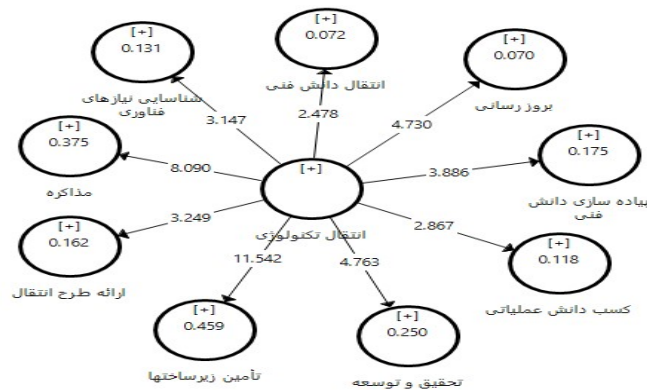 [+]
0.131
شناسایی نیازهای
فناوری
[+]
0.072
انتقال دانش فنی
[+]
0.070
بروز رسانی
[+]
0.375
مذاکره
[+]
0.175
پیاده سازی دانش
فنی
[+]
انتقال تکنولوژی
[+]
0.162
ارائه طرح انتقال
[+]
0.118
کسب دانش عملیاتی
[+]
0.459
تأمین زیرساختها
[+]
0.250
تحقیق و توسعه
3.147
2.478
4.730
8.090
3.886
3.249
2.867
11.542
4.763